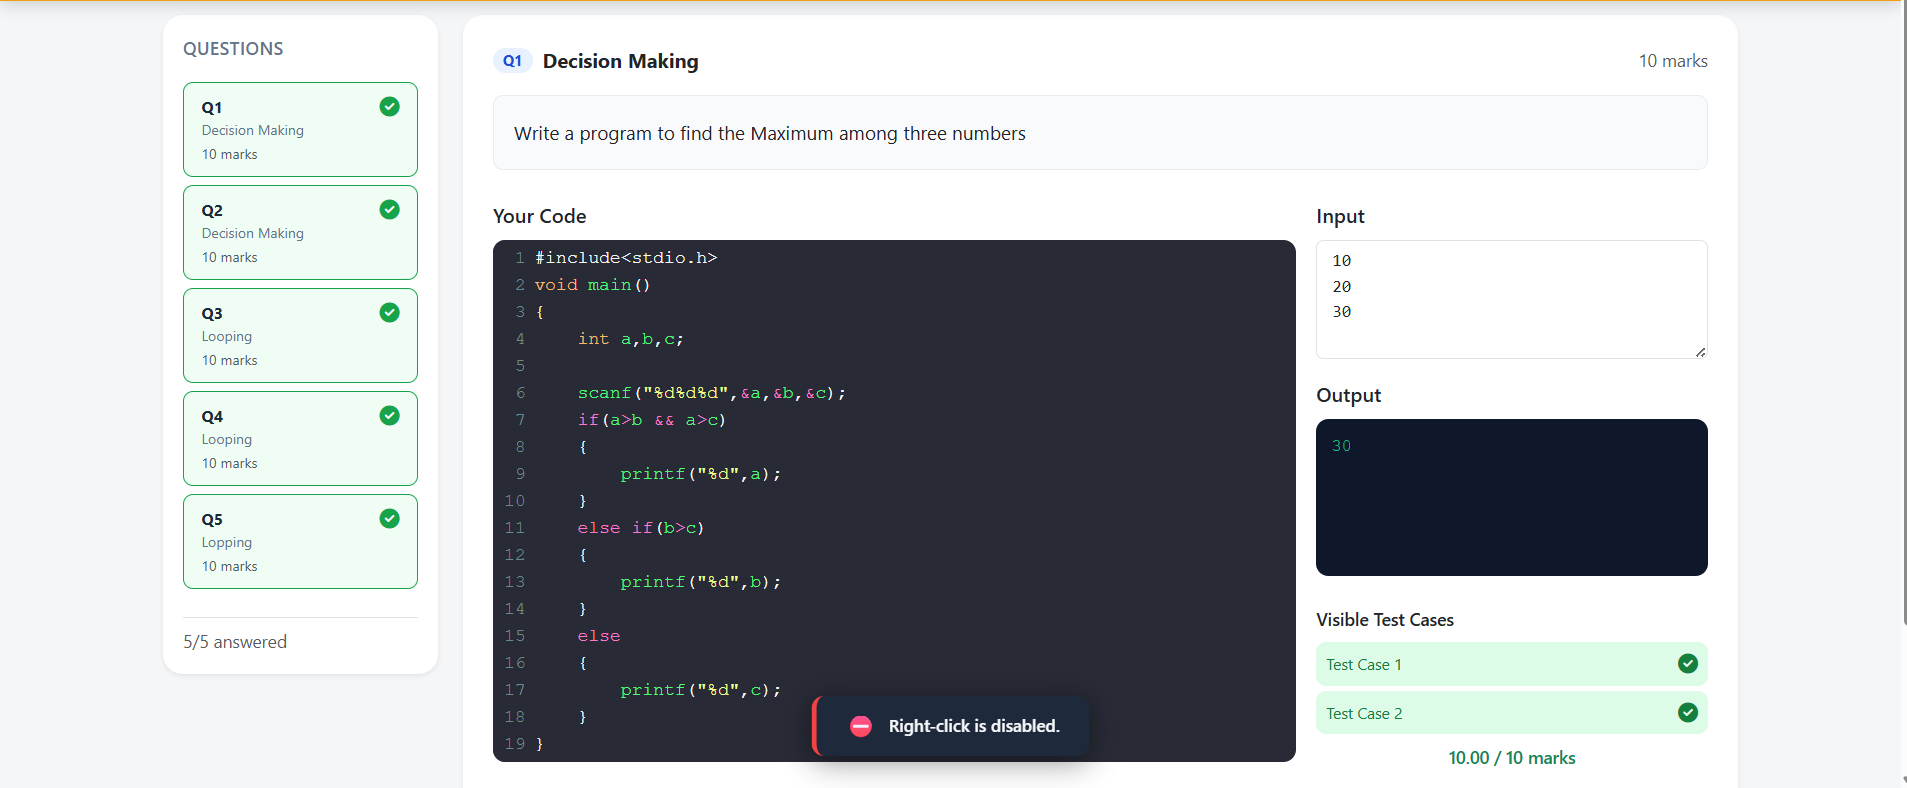 QUESTIONS
Q1
Decision Making
10 marks
Q2
Decision Making
10 marks
Q3
Looping
10 marks
Q4
Looping
10 marks
Q5
Lopping
10 marks
5/5 answered
Q1 Decision Making 10 marks
Write a program to find the Maximum among three numbers
Your Code
1 #include<stdio.h>
2 void main()
3 {
4     int a,b,c;
5
6     scanf("%d%d%d",&a,&b,&c);
7     if(a>b && a>c)
8     {
9         printf("%d",a);
10     }
11     else if(b>c)
12     {
13         printf("%d",b);
14     }
15     else
16     {
17         printf("%d",c);
18     }
19 }
Input
10
20
30
Output
30
Visible Test Cases
Test Case 1
Test Case 2
10.00 / 10 marks
Right-click is disabled.